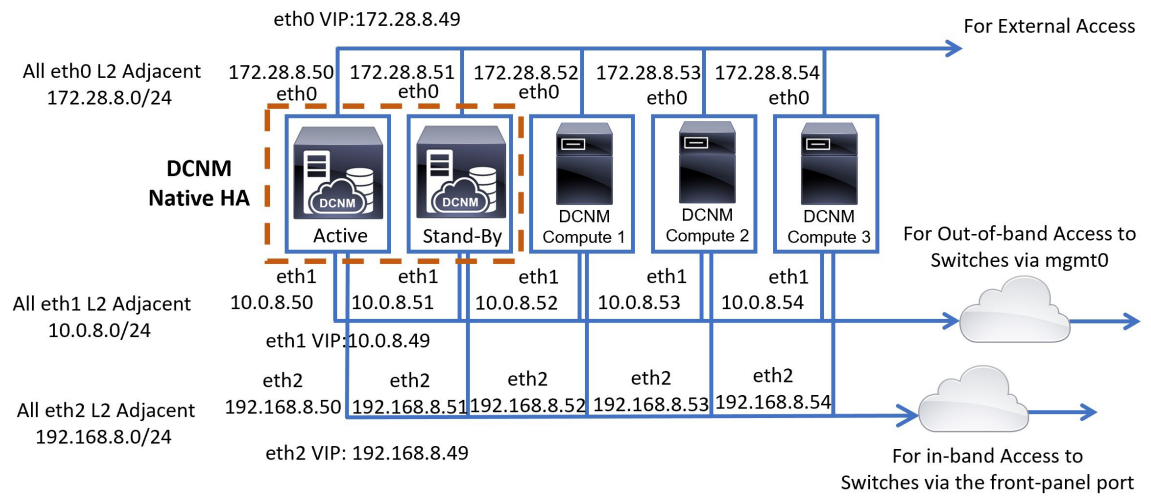 eth0 VIP:172.28.8.49
For External Access
All eth0 L2 Adjacent
172.28.8.0/24
172.28.8.50
eth0
172.28.8.51
eth0
172.28.8.52
eth0
172.28.8.53
eth0
172.28.8.54
eth0
DCNM
Native HA
DCNM
Active
DCNM
Stand-By
DCNM
Compute 1
DCNM
Compute 2
DCNM
Compute 3
For Out-of-band Access to
Switches via mgmt0
All eth1 L2 Adjacent
10.0.8.0/24
eth1
10.0.8.50
eth1
10.0.8.51
eth1
10.0.8.52
eth1
10.0.8.53
eth1
10.0.8.54
eth1 VIP:10.0.8.49
All eth2 L2 Adjacent
192.168.8.0/24
eth2
192.168.8.50
eth2
192.168.8.51
eth2
192.168.8.52
eth2
192.168.8.53
eth2
192.168.8.54
eth2 VIP: 192.168.8.49
For in-band Access to
Switches via the front-panel port